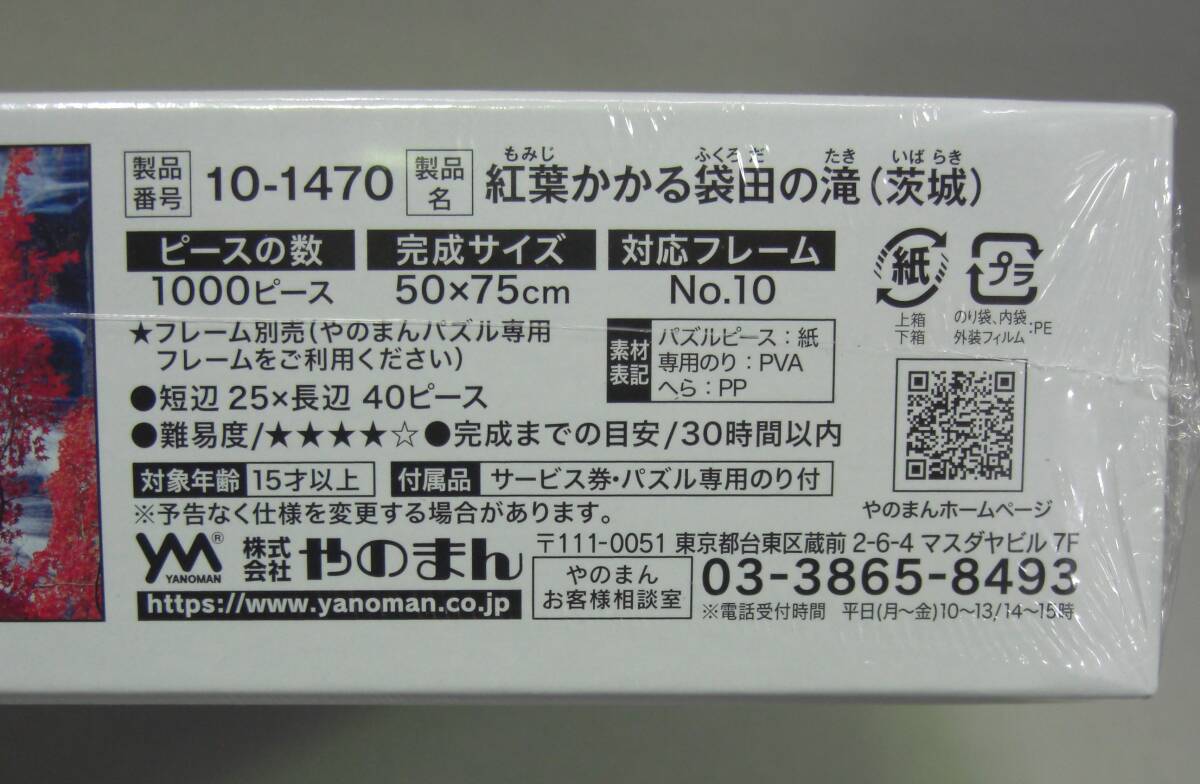 製品番号 10-1470 製品名 紅葉かかる袋田の滝(茨城)
もみじ ふくろだ たき いばらき
ピースの数 完成サイズ 対応フレーム
1000ピース 50×75cm No.10
紙 プラ
上箱 下箱 のり袋、内袋 外装フィルム:PE
★フレーム別売(やのまんパズル専用
フレームをご利用ください)
素材表記 パズルピース:紙
専用のり:PVA
へら:PP
●短辺 25×長辺 40ピース
●難易度/★★★★☆ ●完成までの目安/30時間以内
対象年齢 15才以上 付属品 サービス券・パズル専用のり付
※予告なく仕様を変更する場合があります。
やのまんホームページ
YM® YANOMAN 株式会社 やのまん
https://www.yanoman.co.jp
〒111-0051 東京都台東区蔵前 2-6-4 マスダヤビル 7F
やのまん お客様相談室 03-3865-8493
※電話受付時間 平日(月〜金)10〜13/14〜15時